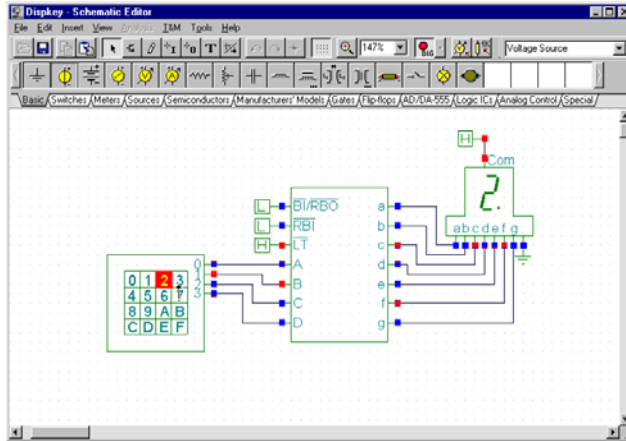 Dispkey - Schematic Editor
File Edit Insert View Analysis T&M Tools Help
T 147% Voltage Source
Basic Switches Meters Sources Semiconductors Manufacturers' Models Gates Flip-flops AD/DA-555 Logic ICs Analog Control Special
H
Com
2.
L BI/RBO a
abcdefg
L RBI b
H LT c
0 A d
1 B e
2 C f
3 D g
0 1 2 3
4 5 6 7
8 9 A B
C D E F